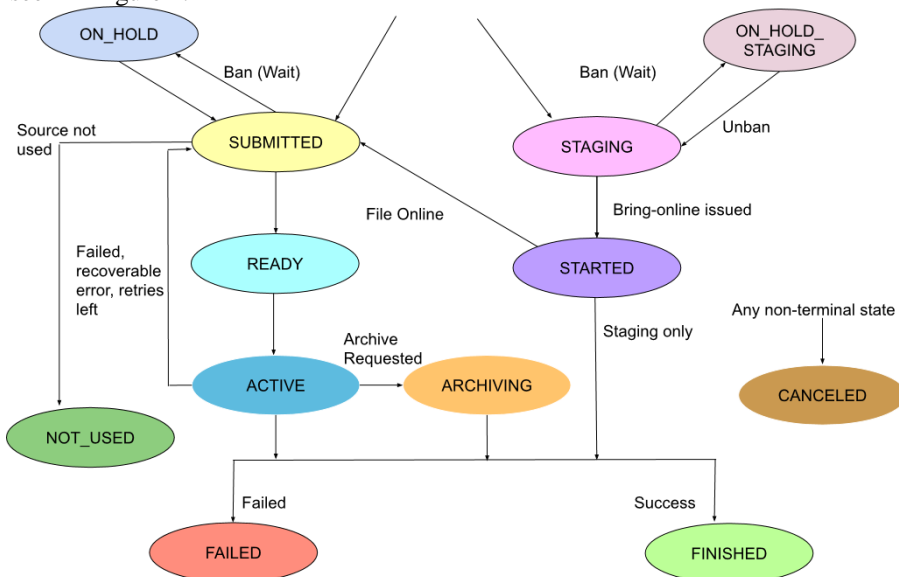 ON_HOLD
ON_HOLD_
STAGING
Ban (Wait)
Ban (Wait)
Source not
used
SUBMITTED
STAGING
Unban
File Online
Bring-online issued
Failed,
recoverable
error, retries
left
READY
STARTED
Archive
Requested
Staging only
Any non-terminal state
ACTIVE
ARCHIVING
CANCELED
NOT_USED
Failed
Success
FAILED
FINISHED